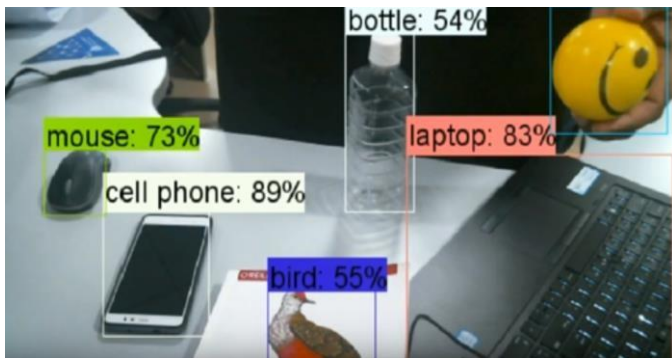 bottle: 54%
mouse: 73%
laptop: 83%
cell phone: 89%
bird: 55%